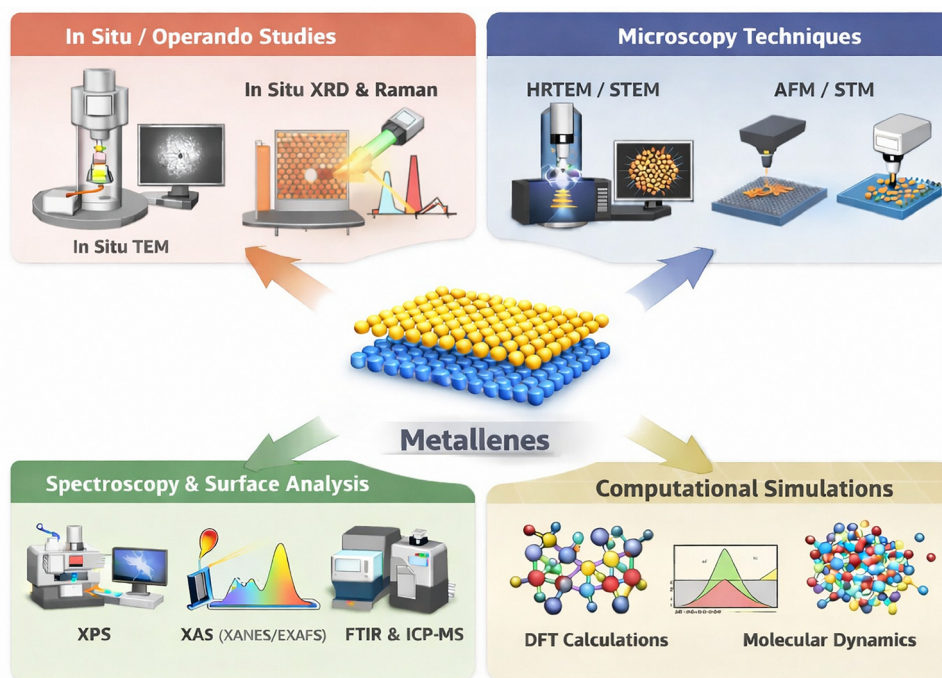 In Situ / Operando Studies
In Situ XRD & Raman
In Situ TEM
Microscopy Techniques
HRTEM / STEM
AFM / STM
Metallenes
Spectroscopy & Surface Analysis
XPS
XAS (XANES/EXAFS)
FTIR & ICP-MS
Computational Simulations
DFT Calculations
Molecular Dynamics